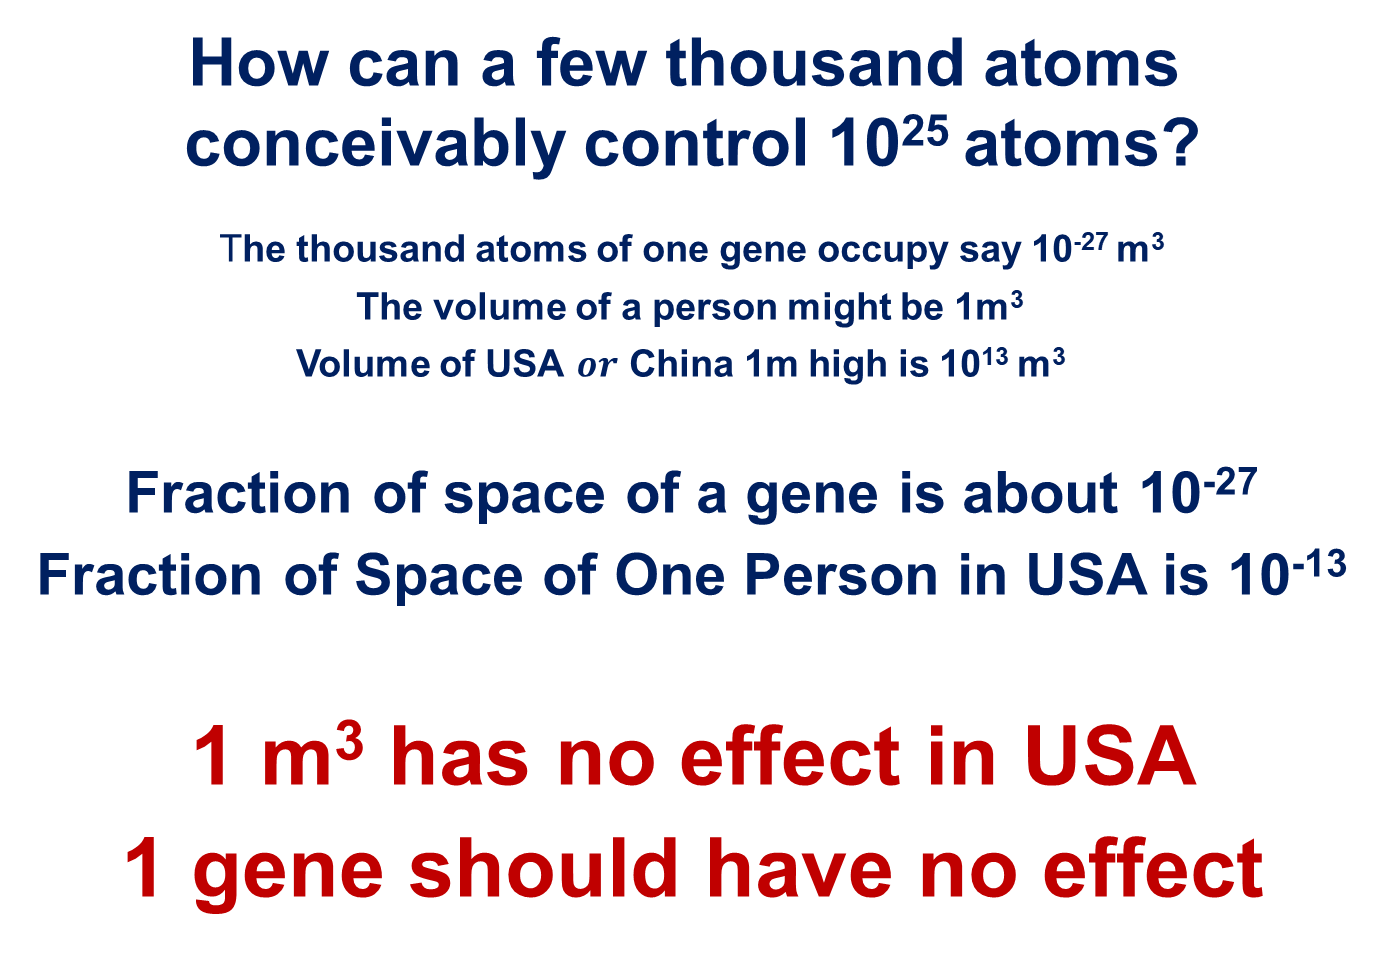 How can a few thousand atoms
conceivably control 10²⁵ atoms?
The thousand atoms of one gene occupy say 10⁻²⁷ m³
The volume of a person might be 1m³
Volume of USA or China 1m high is 10¹³ m³
Fraction of space of a gene is about 10⁻²⁷
Fraction of Space of One Person in USA is 10⁻¹³
1 m³ has no effect in USA
1 gene should have no effect